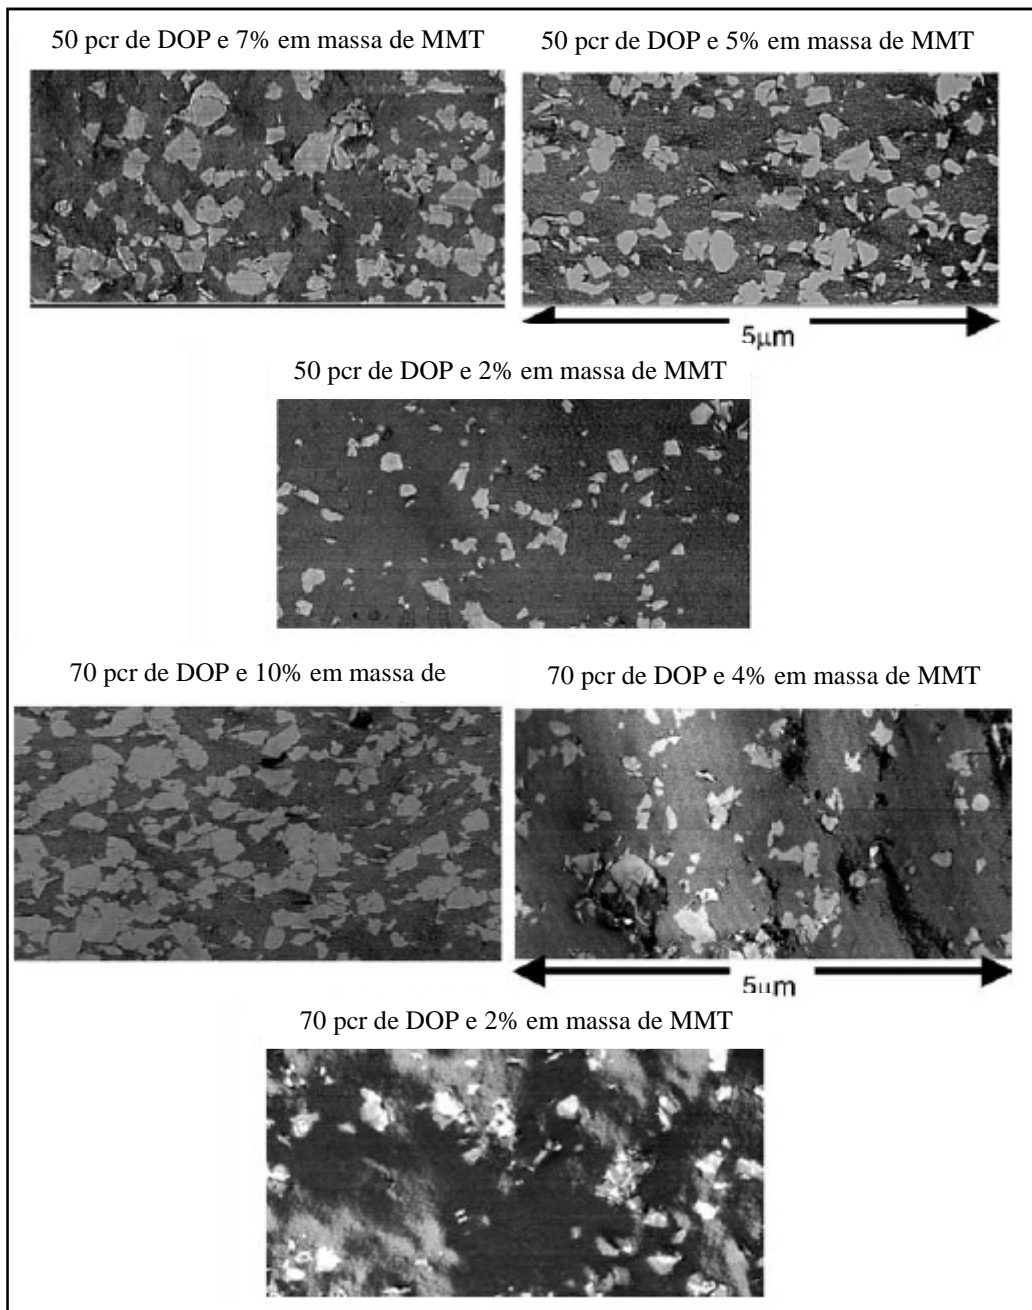 50 pcr de DOP e 7% em massa de MMT
50 pcr de DOP e 5% em massa de MMT
5μm
50 pcr de DOP e 2% em massa de MMT
70 pcr de DOP e 10% em massa de
70 pcr de DOP e 4% em massa de MMT
5μm
70 pcr de DOP e 2% em massa de MMT